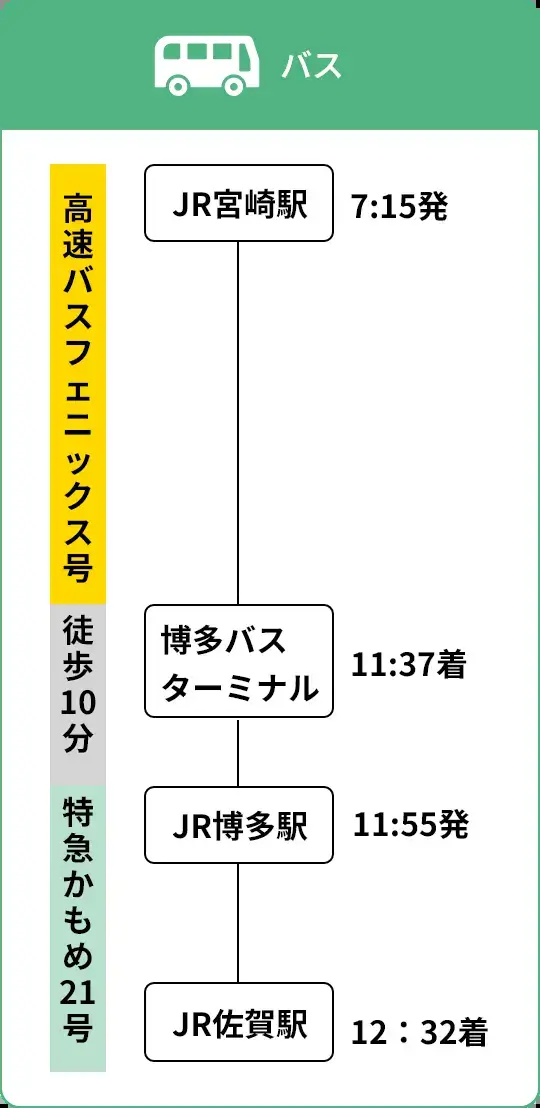 バス
高速バスフェニックス号
JR宮崎駅
7:15発
徒歩10分
博多バス
ターミナル
11:37着
特急かもめ21号
JR博多駅
11:55発
JR佐賀駅
12：32着